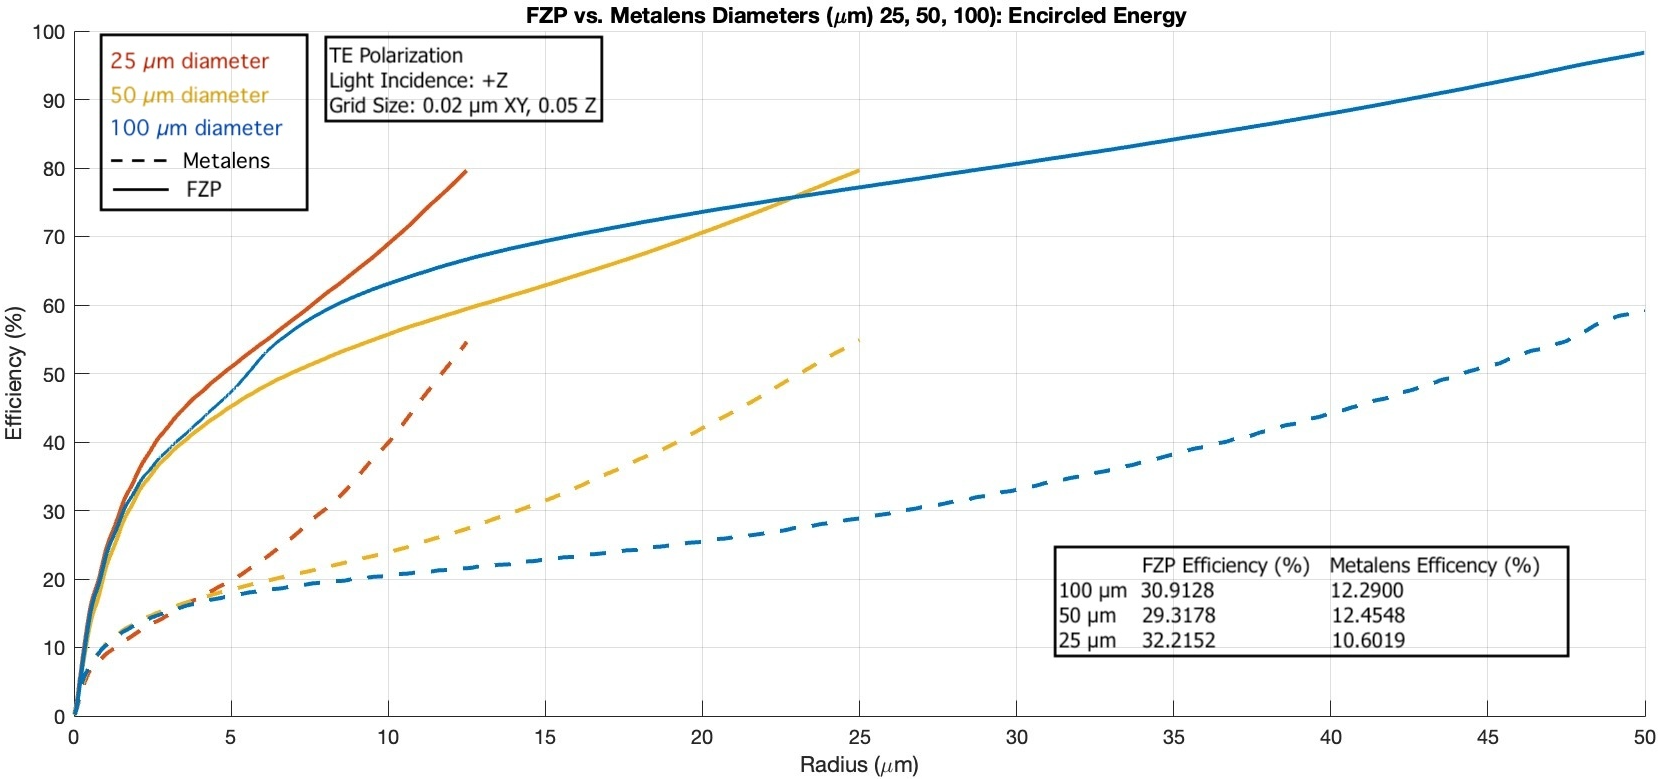 FZP vs. Metalens Diameters (μm) 25, 50, 100): Encircled Energy
100
90
80
70
60
50
40
30
20
10
0
Efficiency (%)
25 μm diameter
50 μm diameter
100 μm diameter
Metalens
FZP
TE Polarization
Light Incidence: +Z
Grid Size: 0.02 μm XY, 0.05 Z
FZP Efficiency (%) Metalens Efficency (%)
100 μm 30.9128 12.2900
50 μm 29.3178 12.4548
25 μm 32.2152 10.6019
0 5 10 15 20 25 30 35 40 45 50
Radius (μm)